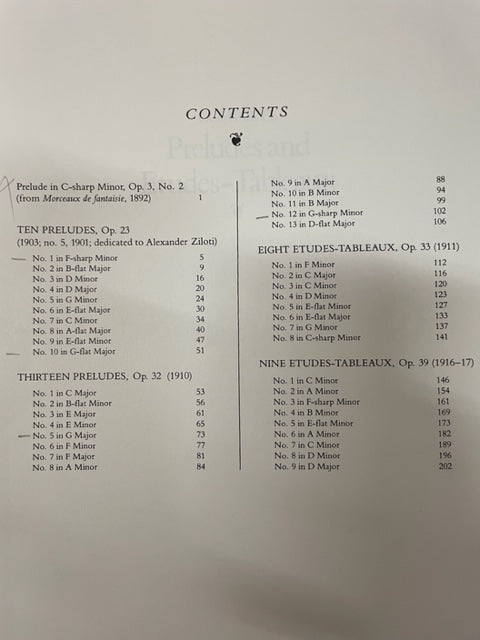 CONTENTS
Preludes and
Etudes-Tableaux
Prelude in C-sharp Minor, Op. 3, No. 2
(from Morceaux de fantaisie, 1892) 1
TEN PRELUDES, Op. 23
(1903; no. 5, 1901; dedicated to Alexander Ziloti)
No. 1 in F-sharp Minor 5
No. 2 in B-flat Major 9
No. 3 in D Minor 16
No. 4 in D Major 20
No. 5 in G Minor 24
No. 6 in E-flat Major 30
No. 7 in C Minor 34
No. 8 in A-flat Major 40
No. 9 in E-flat Minor 47
No. 10 in G-flat Major 51
THIRTEEN PRELUDES, Op. 32 (1910)
No. 1 in C Major 53
No. 2 in B-flat Minor 56
No. 3 in E Major 61
No. 4 in E Minor 65
No. 5 in G Major 73
No. 6 in F Minor 77
No. 7 in F Major 81
No. 8 in A Minor 84
No. 9 in A Major 88
No. 10 in B Minor 94
No. 11 in B Major 99
No. 12 in G-sharp Minor 102
No. 13 in D-flat Major 106
EIGHT ETUDES-TABLEAUX, Op. 33 (1911)
No. 1 in F Minor 112
No. 2 in C Major 116
No. 3 in C Minor 120
No. 4 in D Minor 123
No. 5 in E-flat Minor 127
No. 6 in E-flat Major 133
No. 7 in G Minor 137
No. 8 in C-sharp Minor 141
NINE ETUDES-TABLEAUX, Op. 39 (1916-17)
No. 1 in C Minor 146
No. 2 in A Minor 154
No. 3 in F-sharp Minor 161
No. 4 in B Minor 169
No. 5 in E-flat Minor 173
No. 6 in A Minor 182
No. 7 in C Minor 189
No. 8 in D Minor 196
No. 9 in D Major 202